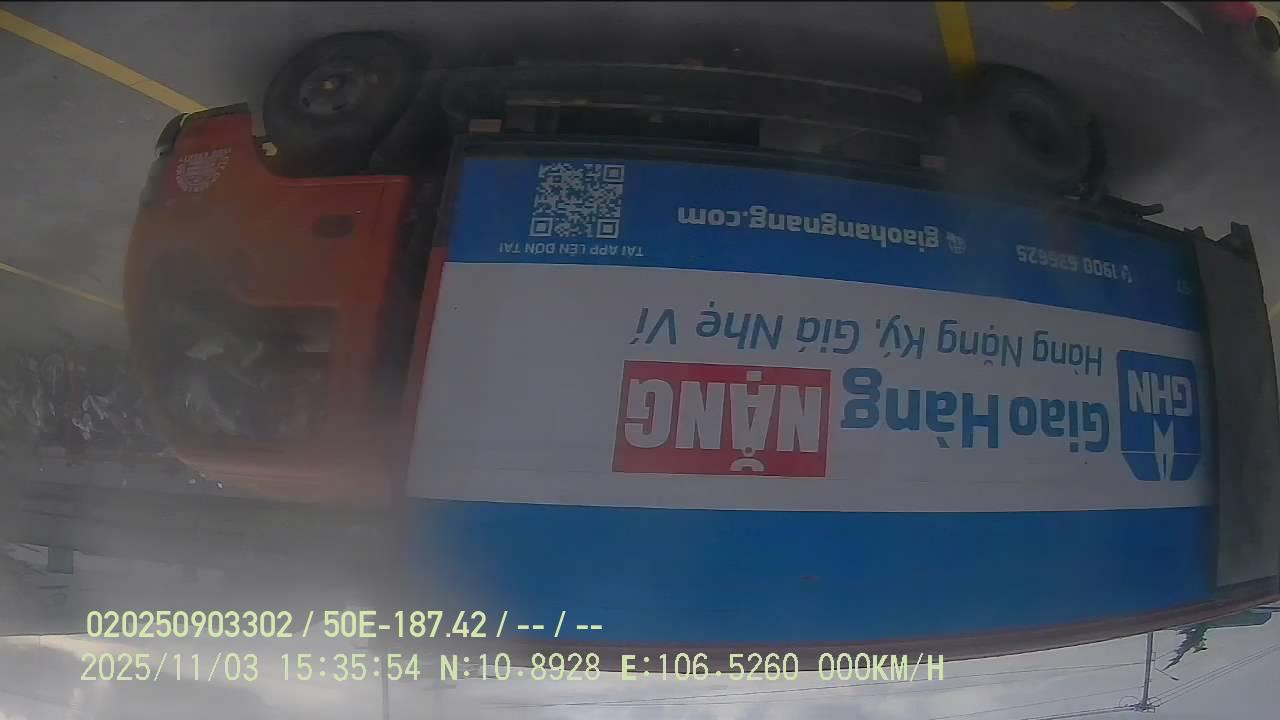 GHN
Giao Hàng NẶNG
Hàng Nặng Ký, Giá Nhẹ Ví
1900 636625
giaohangnang.com
TẢI APP LÊN ĐƠN TẠI
020250903302 / 50E-187.42 / -- / --
2025/11/03 15:35:54 N:10.8928 E:106.5260 000KM/H